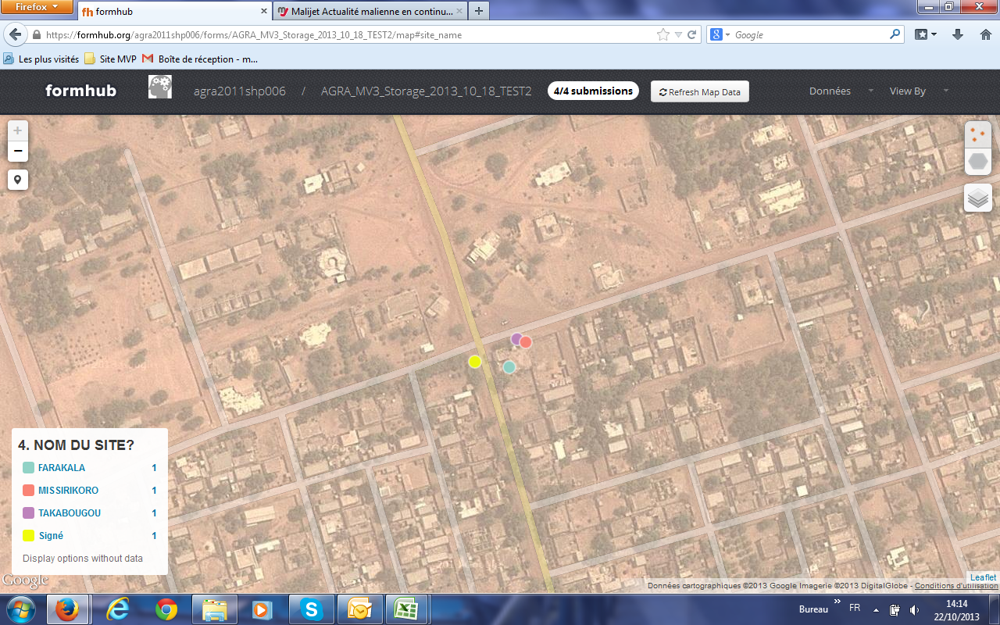 Firefox
formhub
Malijet Actualité malienne en continu...
https://formhub.org/agra2011shp006/forms/AGRA_MV3_Storage_2013_10_18_TEST2/map#site_name
Google
Les plus visités
Site MVP
Boîte de réception - m...
formhub
agra2011shp006 / AGRA_MV3_Storage_2013_10_18_TEST2
4/4 submissions
Refresh Map Data
Données
View By
+
−
4. NOM DU SITE?
FARAKALA 1
MISSIRIKORO 1
TAKABOUGOU 1
Signé 1
Display options without data
Google
Leaflet
Données cartographiques ©2013 Google Imagerie ©2013 DigitalGlobe - Conditions d'utilisation
Bureau
FR
14:14
22/10/2013